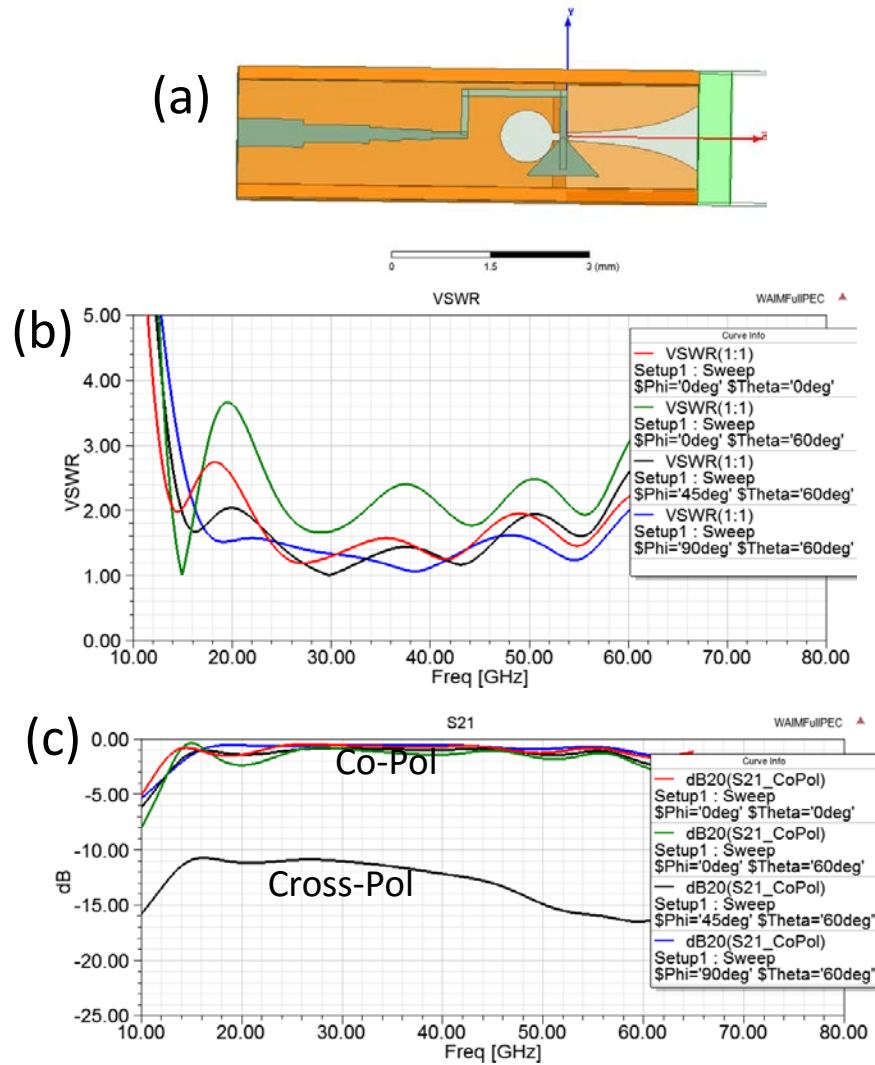 (a)
Y
0 1.5 3 (mm)
(b)
VSWR
WAIMFullPEC
5.00
4.00
3.00
2.00
1.00
0.00
VSWR
10.00 20.00 30.00 40.00 50.00 60.00 70.00 80.00
Freq [GHz]
Curve Info
VSWR(1:1)
Setup1 : Sweep
$Phi='0deg' $Theta='0deg'
VSWR(1:1)
Setup1 : Sweep
$Phi='0deg' $Theta='60deg'
VSWR(1:1)
Setup1 : Sweep
$Phi='45deg' $Theta='60deg'
VSWR(1:1)
Setup1 : Sweep
$Phi='90deg' $Theta='60deg'
(c)
S21
WAIMFullPEC
0.00
-5.00
-10.00
-15.00
-20.00
-25.00
dB
Co-Pol
Cross-Pol
10.00 20.00 30.00 40.00 50.00 60.00 70.00 80.00
Freq [GHz]
Curve Info
dB20(S21_CoPol)
Setup1 : Sweep
$Phi='0deg' $Theta='0deg'
dB20(S21_CoPol)
Setup1 : Sweep
$Phi='0deg' $Theta='60deg'
dB20(S21_CoPol)
Setup1 : Sweep
$Phi='45deg' $Theta='60deg'
dB20(S21_CoPol)
Setup1 : Sweep
$Phi='90deg' $Theta='60deg'